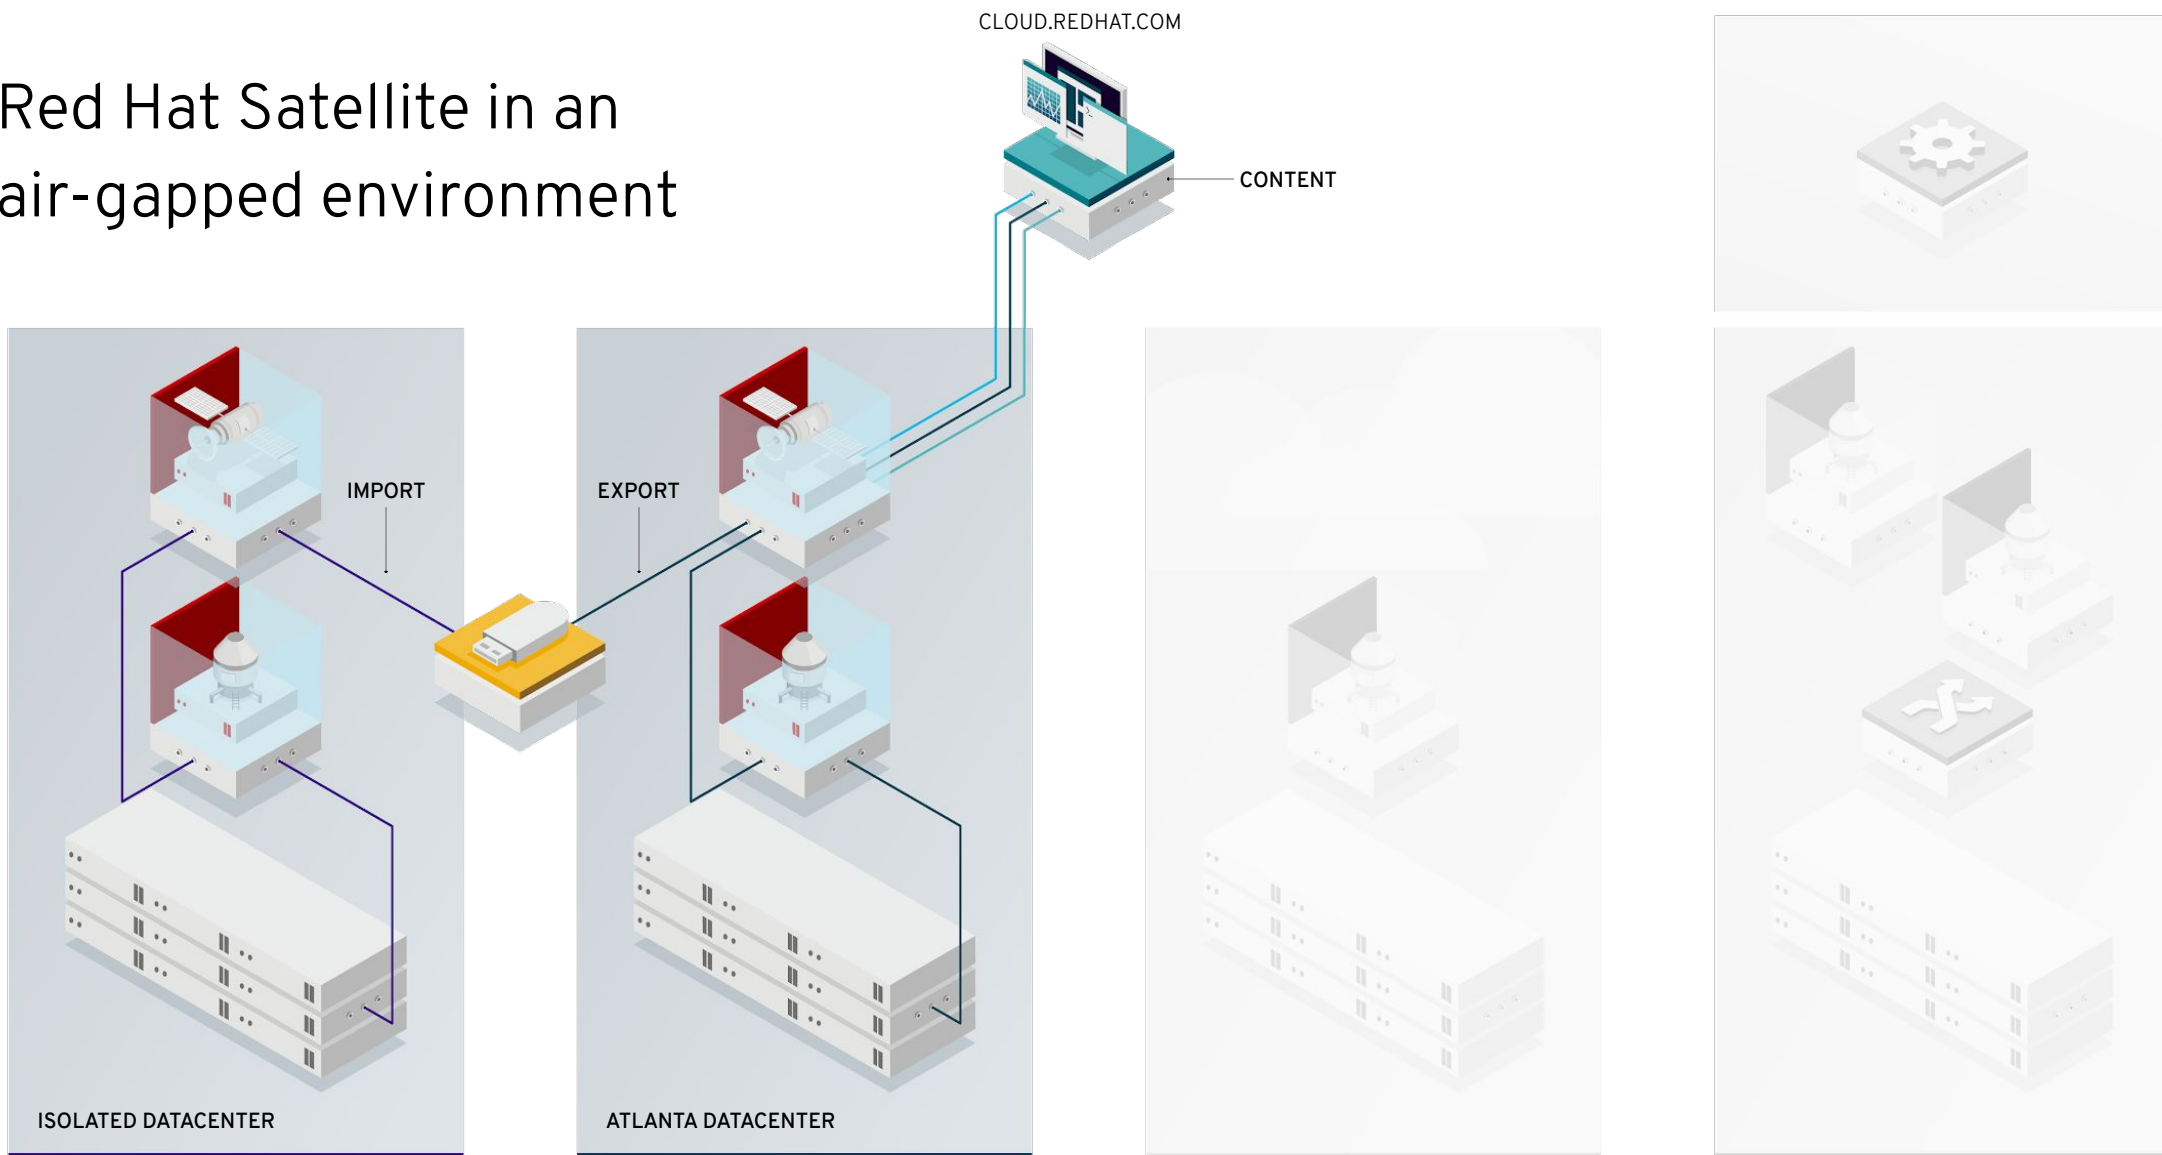 CLOUD.REDHAT.COM
Red Hat Satellite in an
air-gapped environment
CONTENT
IMPORT
EXPORT
ISOLATED DATACENTER
ATLANTA DATACENTER